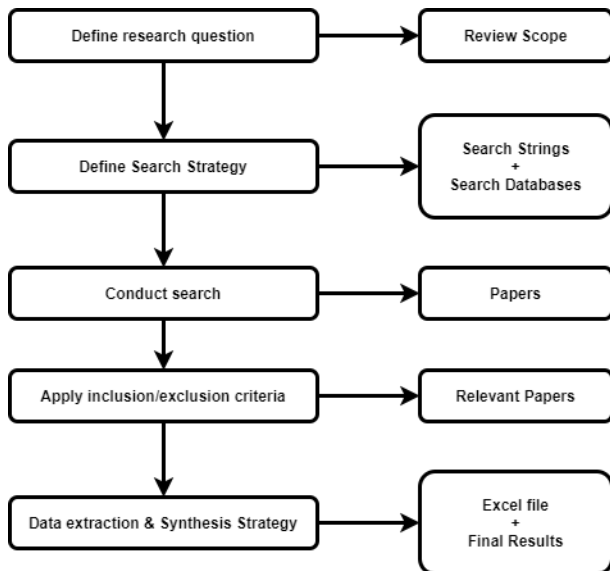 Define research question
Review Scope
Define Search Strategy
Search Strings
+
Search Databases
Conduct search
Papers
Apply inclusion/exclusion criteria
Relevant Papers
Data extraction & Synthesis Strategy
Excel file
+
Final Results